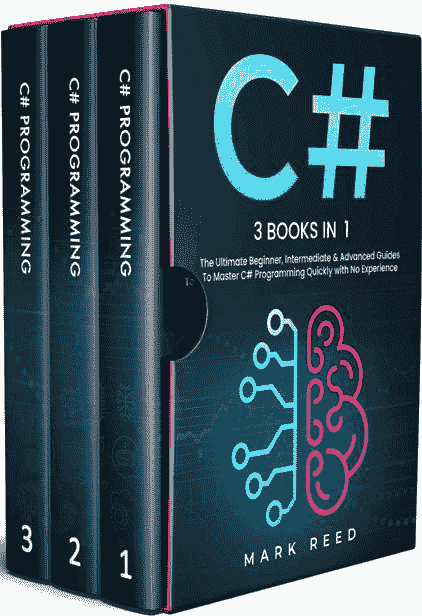 C# PROGRAMMING
3
C# PROGRAMMING
2
C# PROGRAMMING
1
C#
3 BOOKS IN 1
The Ultimate Beginner, Intermediate & Advanced Guides
To Master C# Programming Quickly with No Experience
To
MARK REED